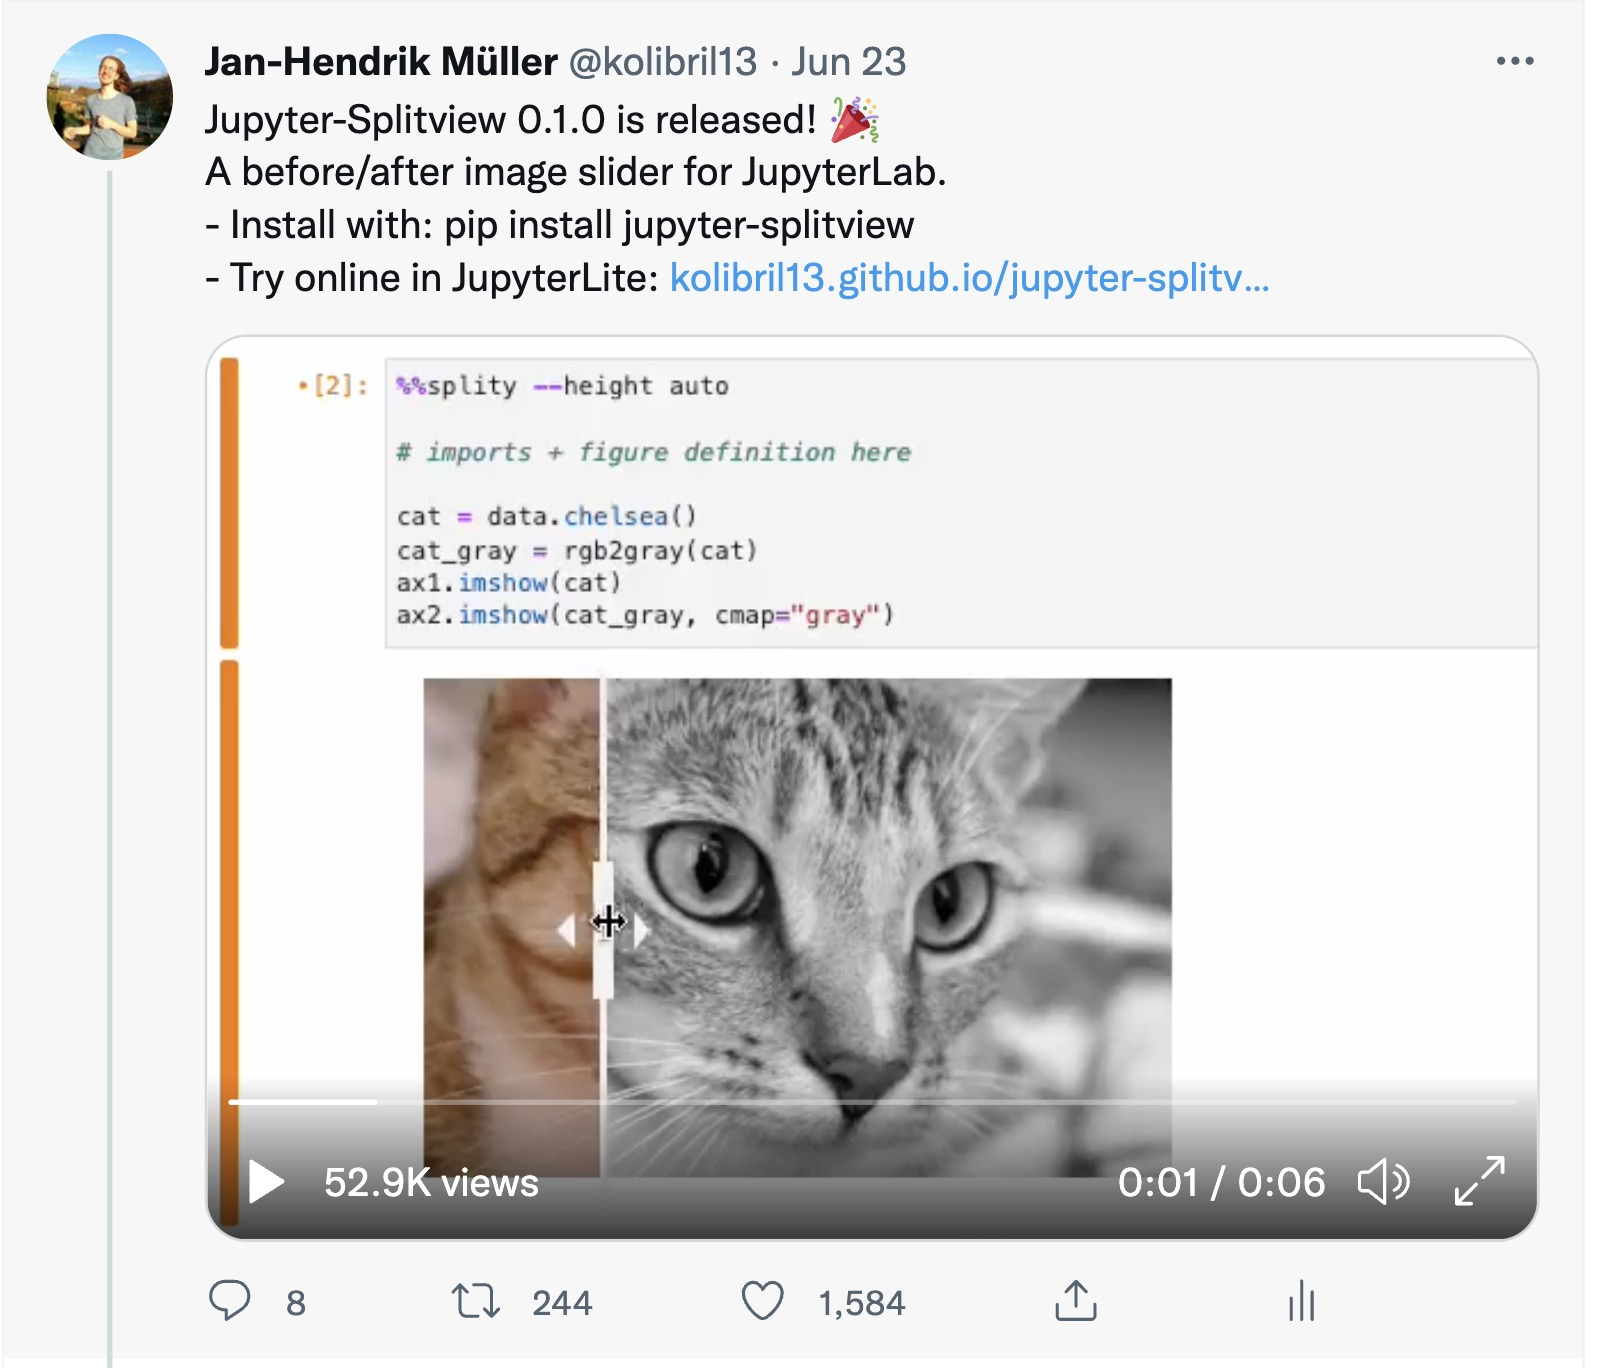 Jan-Hendrik Müller @kolibril13 · Jun 23
Jupyter-Splitview 0.1.0 is released! 🎉
A before/after image slider for JupyterLab.
- Install with: pip install jupyter-splitview
- Try online in JupyterLite: kolibril13.github.io/jupyter-splitv…
•[2]: %%splity --height auto
# imports + figure definition here
cat = data.chelsea()
cat_gray = rgb2gray(cat)
ax1.imshow(cat)
ax2.imshow(cat_gray, cmap="gray")
52.9K views 0:01 / 0:06
8 244 1,584